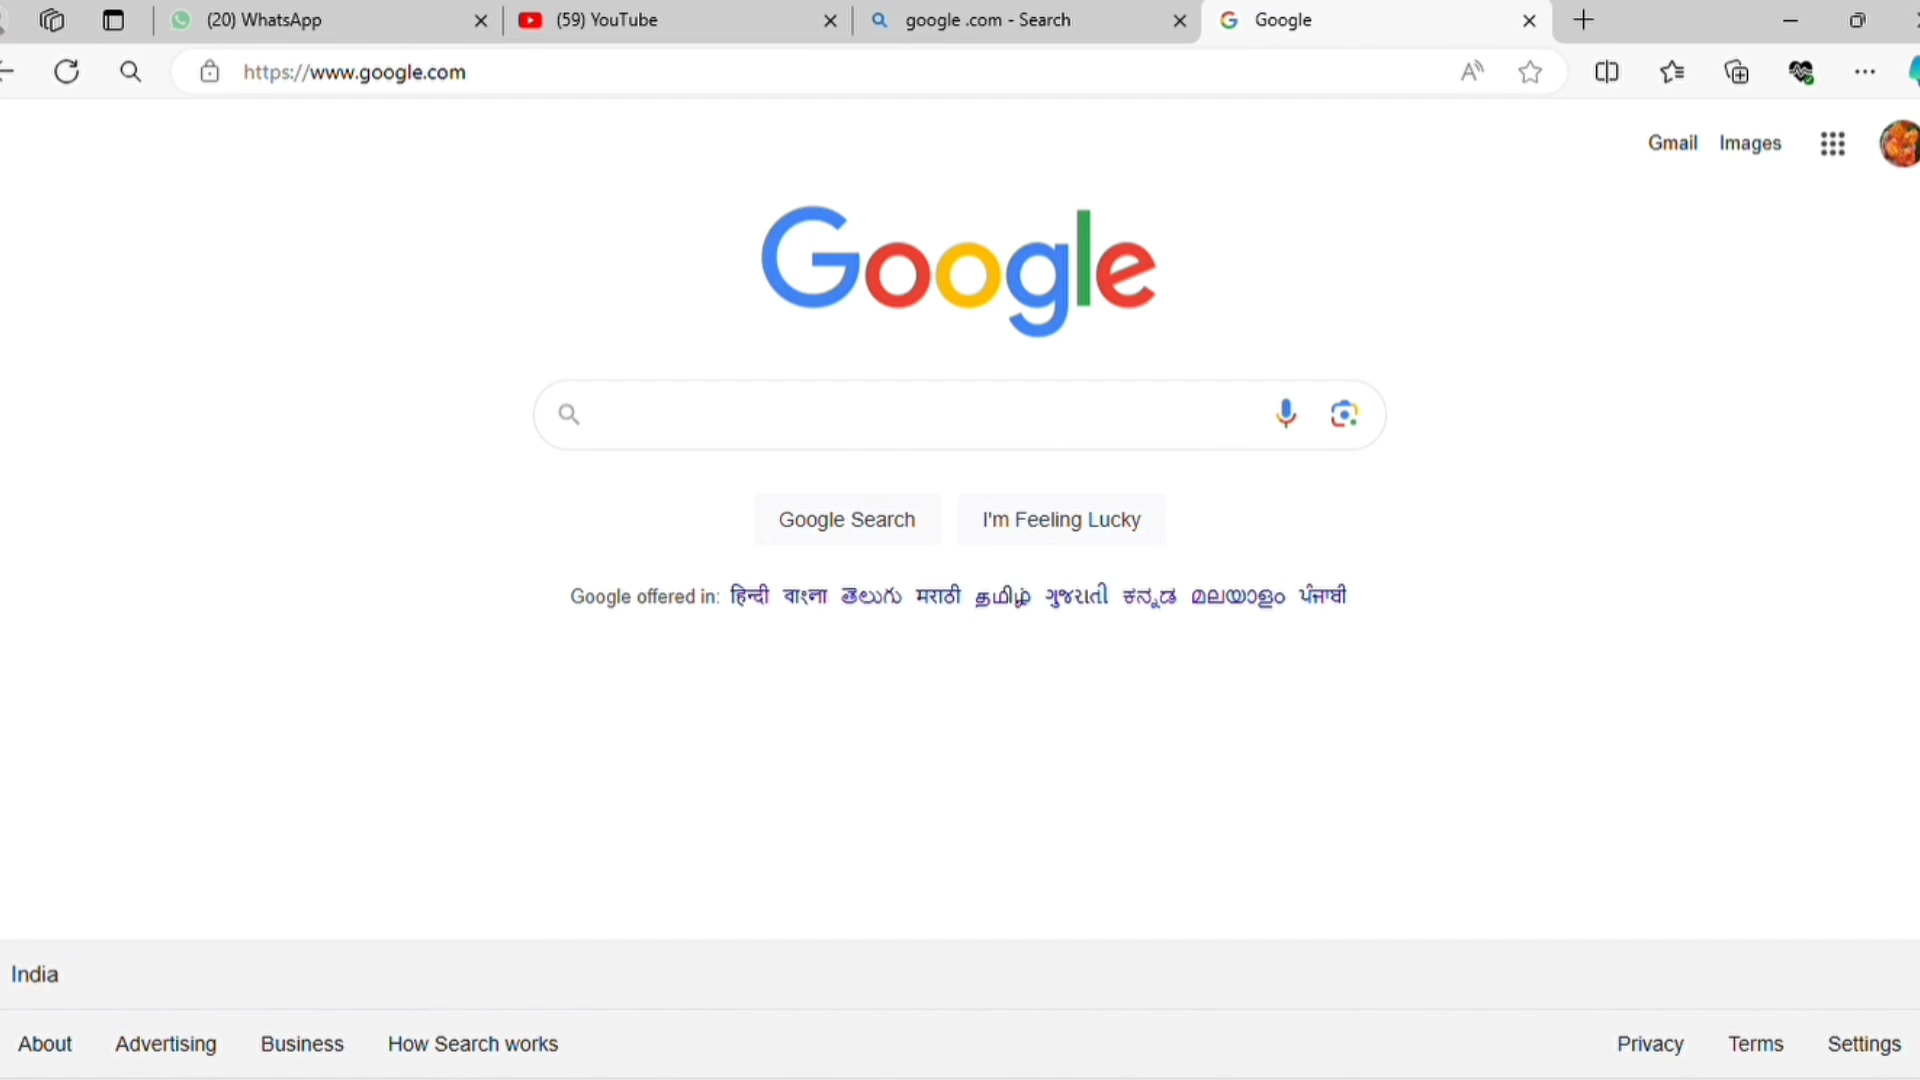 (20) WhatsApp (59) YouTube google .com - Search Google
https://www.google.com
Gmail Images
Google
Google Search I'm Feeling Lucky
Google offered in: हिन्दी বাংলা తెలుగు मराठी தமிழ் ગુજરાતી ಕನ್ನಡ മലയാളം ਪੰਜਾਬੀ
India
About Advertising Business How Search works Privacy Terms Settings